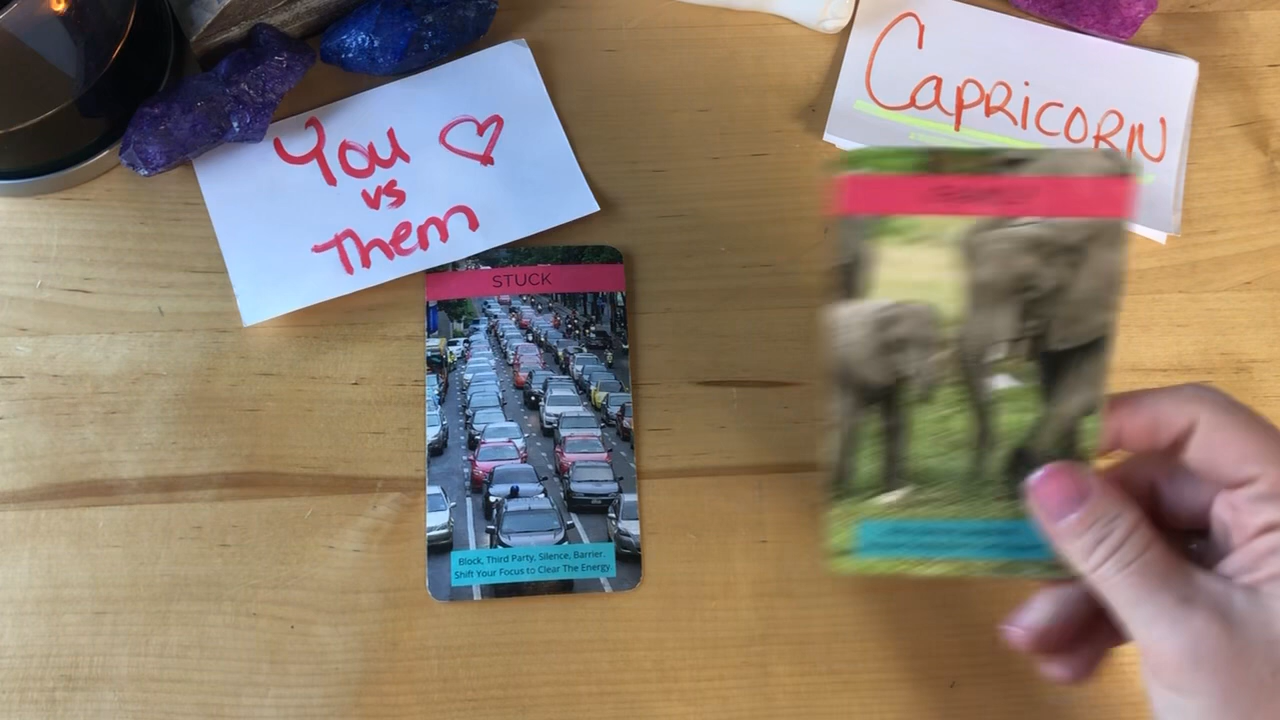 You
vs
Them
Capricorn
STUCK
Block, Third Party, Silence, Barrier.
Shift Your Focus to Clear The Energy.